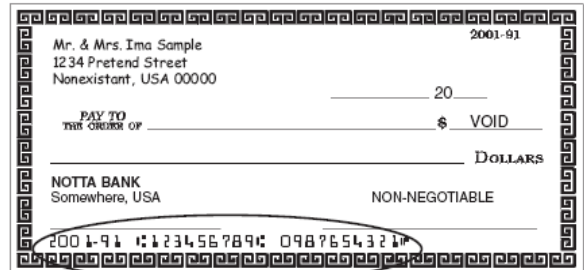 2001-91
Mr. & Mrs. Ima Sample
1234 Pretend Street
Nonexistant, USA 00000
20
PAY TO
THE ORDER OF $ VOID
DOLLARS
NOTTA BANK
Somewhere, USA NON-NEGOTIABLE
2001-91 ⑆123456789⑆ 0987654321⑈